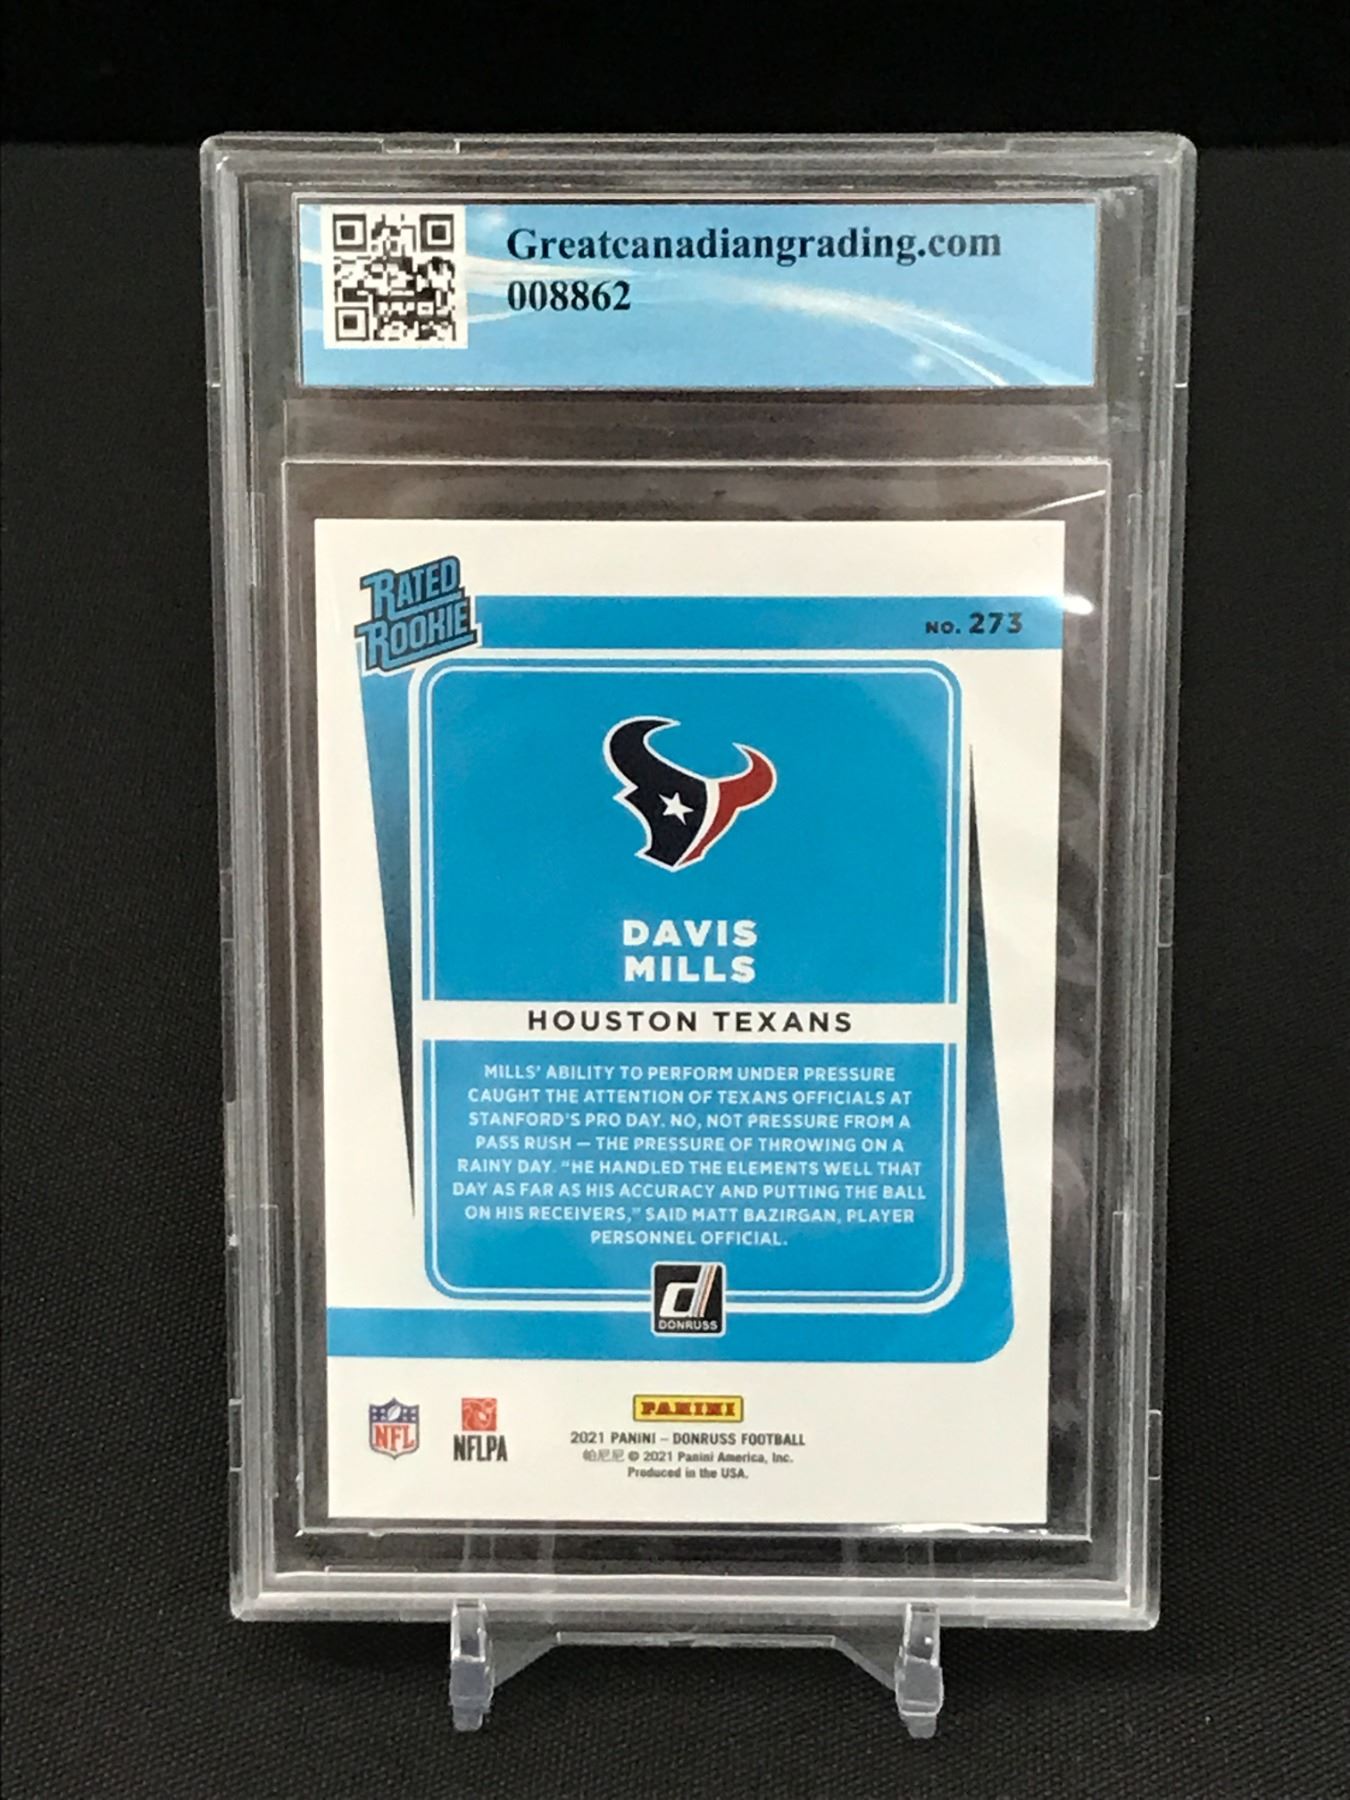 Greatcanadiangrading.com
008862
RATED
ROOKIE
NO. 273
DAVIS
MILLS
HOUSTON TEXANS
MILLS' ABILITY TO PERFORM UNDER PRESSURE
CAUGHT THE ATTENTION OF TEXANS OFFICIALS AT
STANFORD'S PRO DAY. NO, NOT PRESSURE FROM A
PASS RUSH — THE PRESSURE OF THROWING ON A
RAINY DAY. "HE HANDLED THE ELEMENTS WELL THAT
DAY AS FAR AS HIS ACCURACY AND PUTTING THE BALL
ON HIS RECEIVERS," SAID MATT BAZIRGAN, PLAYER
PERSONNEL OFFICIAL.
d
DONRUSS
NFL
NFLPA
PANINI
2021 PANINI – DONRUSS FOOTBALL
帕尼尼 © 2021 Panini America, Inc.
Produced in the USA.